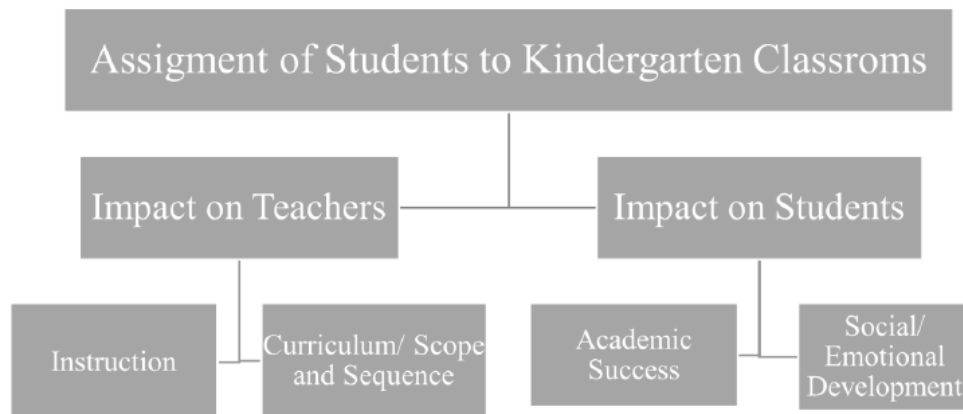 Assigment of Students to Kindergarten Classroms
Impact on Teachers
Impact on Students
Instruction
Curriculum/ Scope
and Sequence
Academic
Success
Social/
Emotional
Development